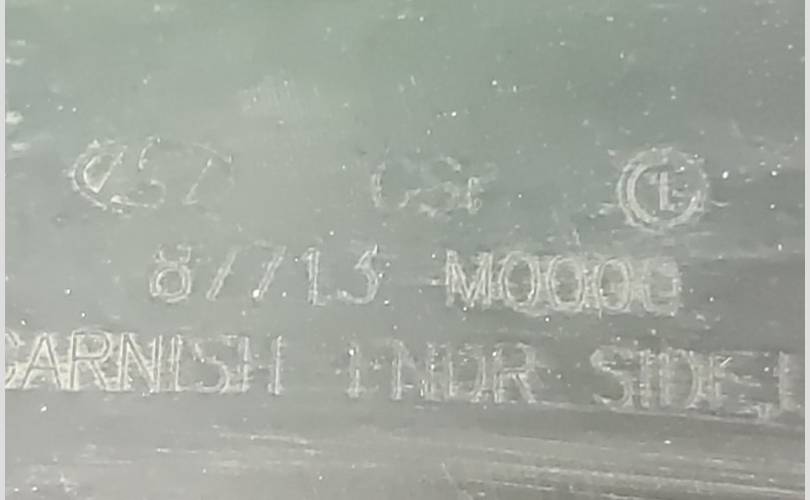 87713 M0000
GARNISH FNDR SIDE,